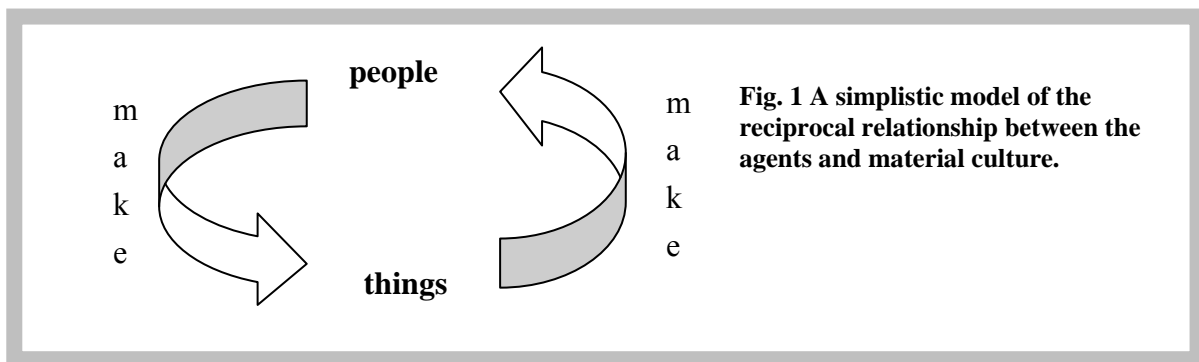 people
m
a
k
e
things
m
a
k
e
Fig. 1 A simplistic model of the
reciprocal relationship between the
agents and material culture.